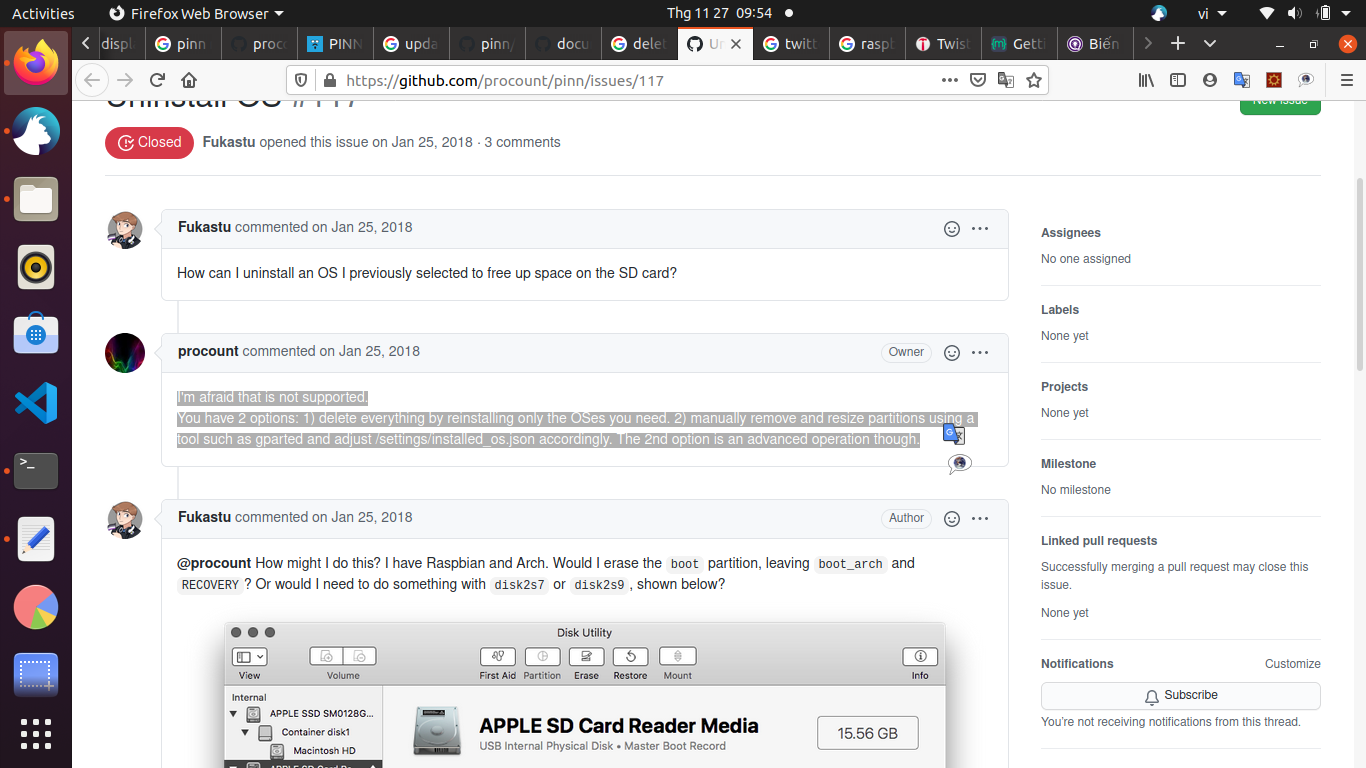 Activities
Firefox Web Browser
Thg 11 27 09:54
vi
displ
pinn
proc
PINN
upda
pinn/
docu
delet
Ur
twitt
raspl
Twist
Getti
Biến
https://github.com/procount/pinn/issues/117
Uninstall OS #117
New issue
Closed
Fukastu opened this issue on Jan 25, 2018 · 3 comments
Fukastu commented on Jan 25, 2018
How can I uninstall an OS I previously selected to free up space on the SD card?
procount commented on Jan 25, 2018
Owner
I'm afraid that is not supported.
You have 2 options: 1) delete everything by reinstalling only the OSes you need. 2) manually remove and resize partitions using a
tool such as gparted and adjust /settings/installed_os.json accordingly. The 2nd option is an advanced operation though.
Fukastu commented on Jan 25, 2018
Author
@procount How might I do this? I have Raspbian and Arch. Would I erase the boot partition, leaving boot_arch and
RECOVERY ? Or would I need to do something with disk2s7 or disk2s9 , shown below?
Disk Utility
View
Volume
First Aid
Partition
Erase
Restore
Mount
Info
Internal
APPLE SSD SM0128G...
Container disk1
Macintosh HD
APPLE SD Card Re...
APPLE SD Card Reader Media
USB Internal Physical Disk • Master Boot Record
15.56 GB
Assignees
No one assigned
Labels
None yet
Projects
None yet
Milestone
No milestone
Linked pull requests
Successfully merging a pull request may close this
issue.
None yet
Notifications
Customize
Subscribe
You're not receiving notifications from this thread.